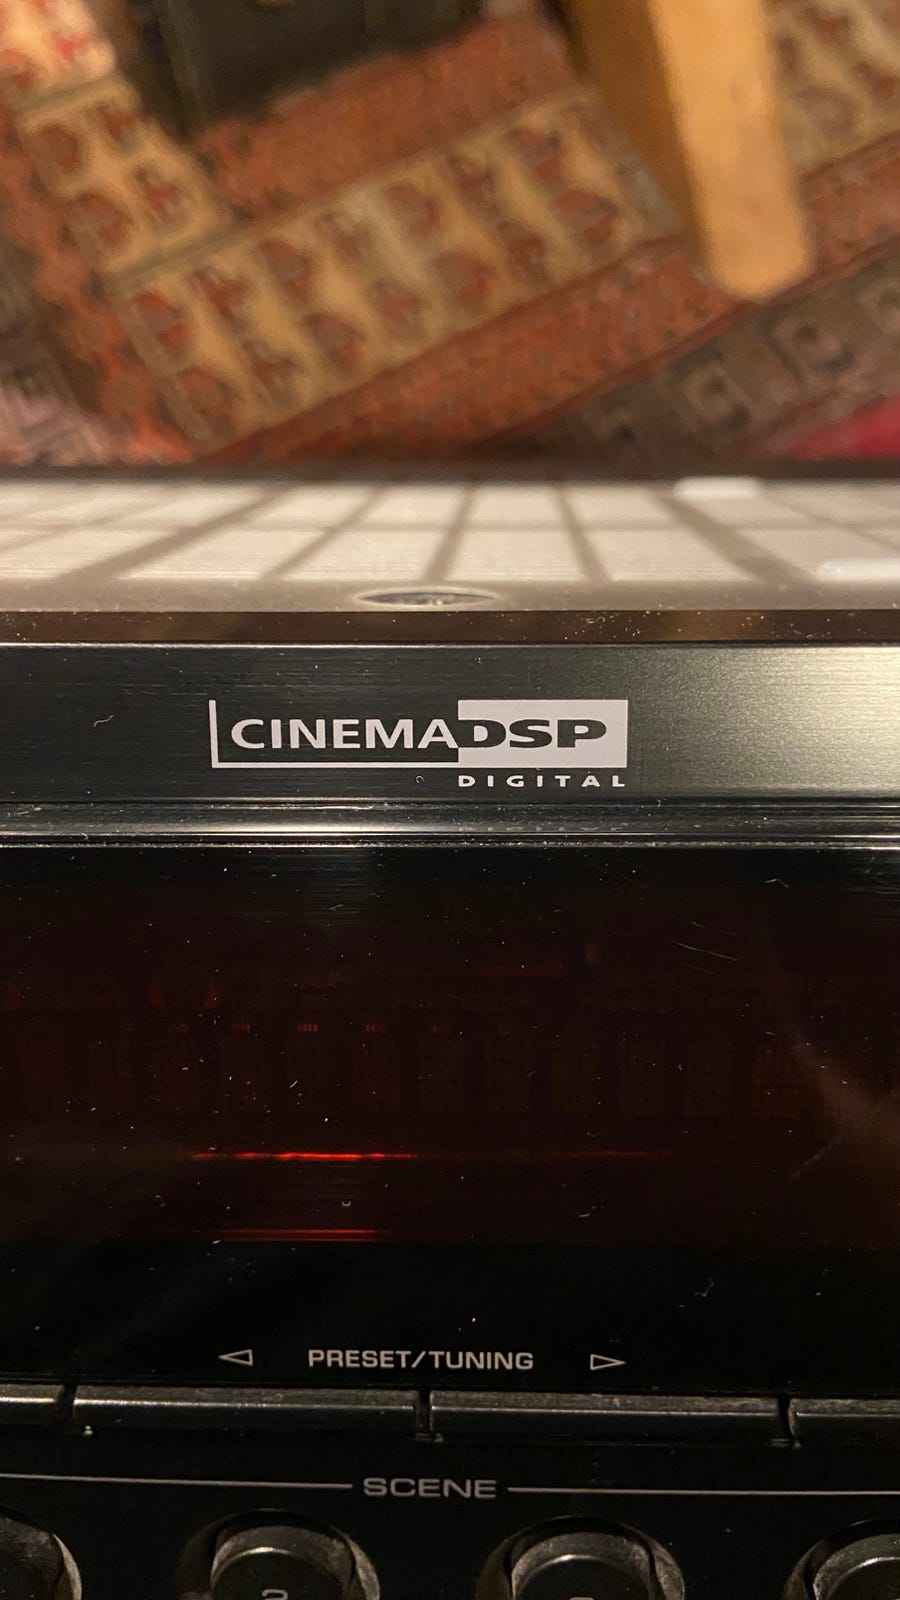 CINEMADSP
DIGITAL
PRESET/TUNING
SCENE